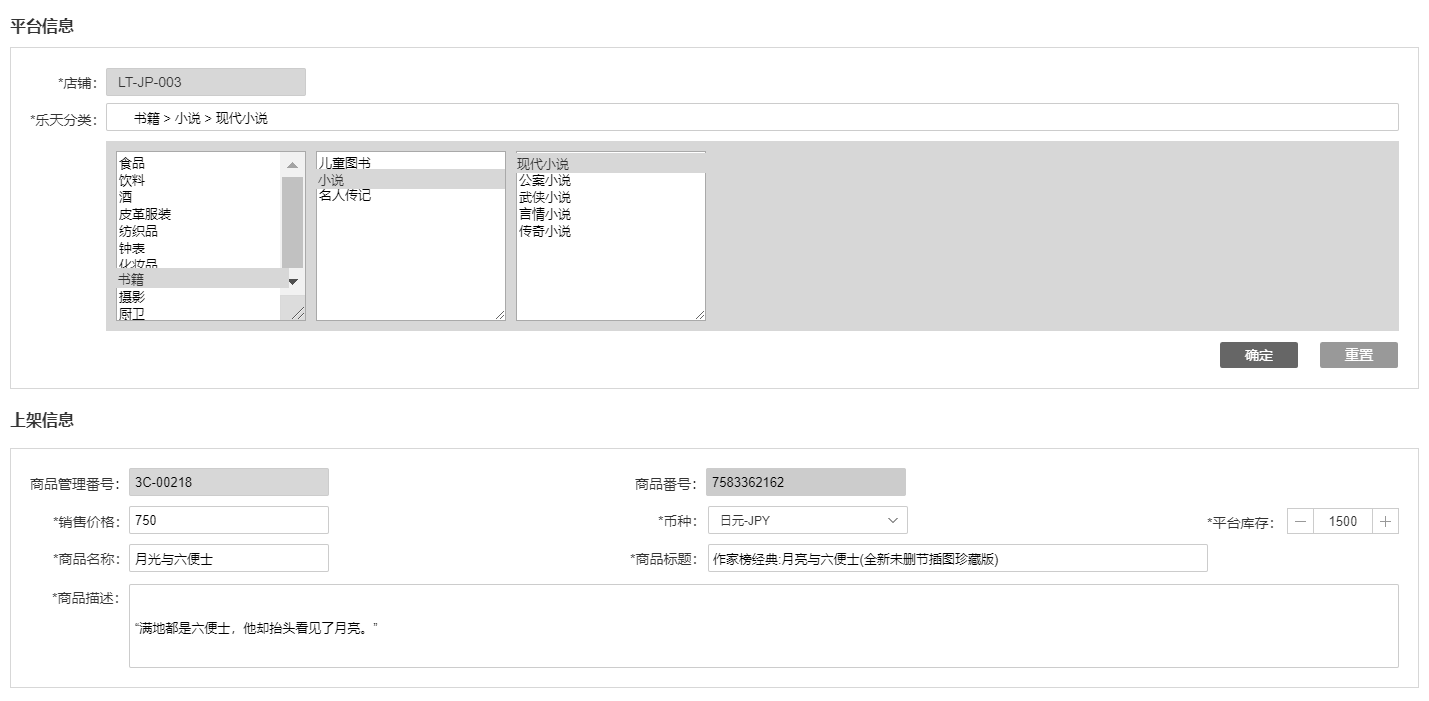 平台信息
*店铺： LT-JP-003
*乐天分类： 书籍 > 小说 > 现代小说
食品
饮料
酒
皮革服装
纺织品
钟表
化妆品
书籍
摄影
厨卫
儿童图书
小说
名人传记
现代小说
公案小说
武侠小说
言情小说
传奇小说
确定 重置
上架信息
商品管理番号： 3C-00218 商品番号： 7583362162
*销售价格： 750 *币种： 日元-JPY *平台库存： 1500
*商品名称： 月光与六便士 *商品标题： 作家榜经典:月亮与六便士(全新未删节插图珍藏版)
*商品描述：
“满地都是六便士，他却抬头看见了月亮。”